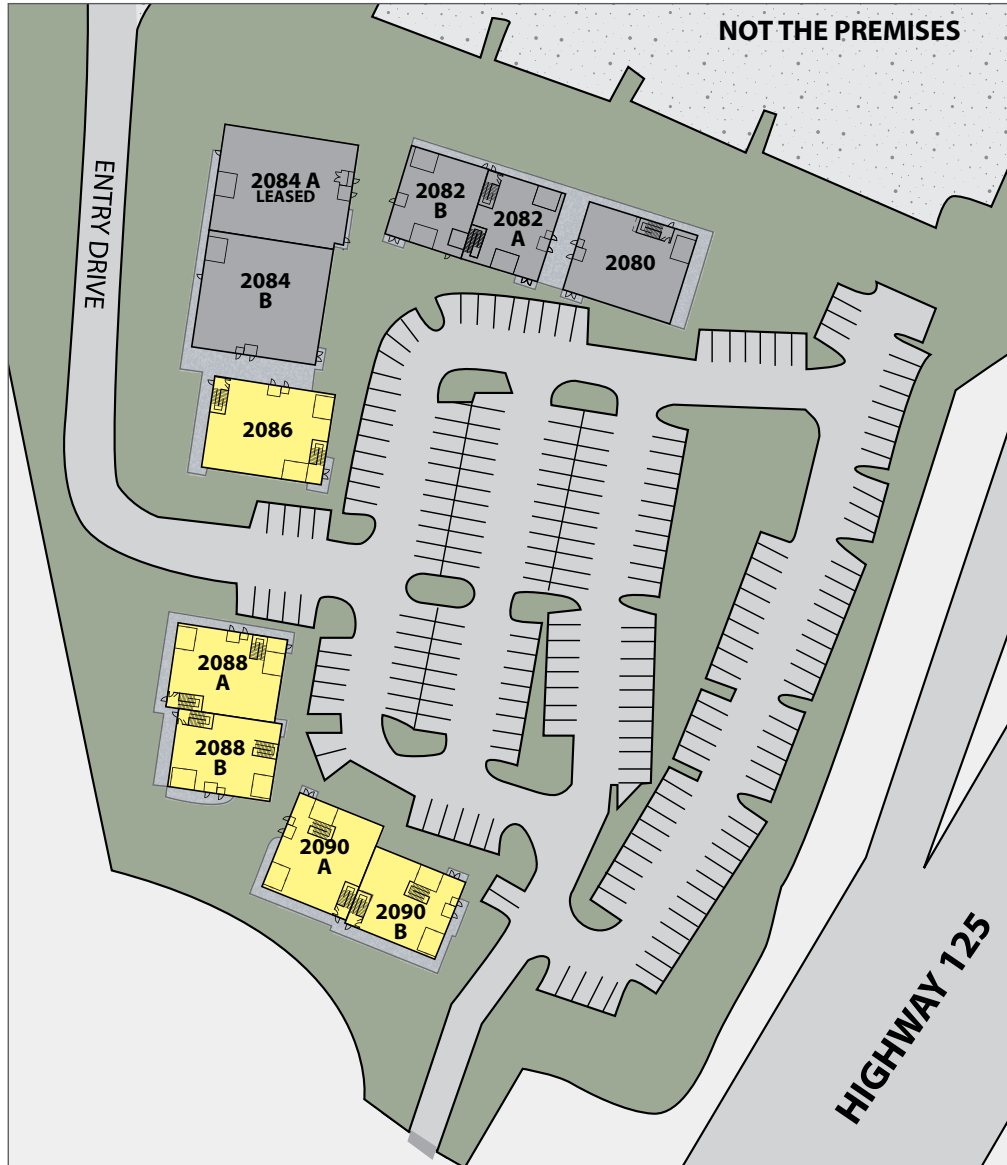 NOT THE PREMISES
ENTRY DRIVE
2084 A
LEASED
2082
B
2082
A
2080
2084
B
2086
2088
A
2088
B
2090
A
2090
B
HIGHWAY 125